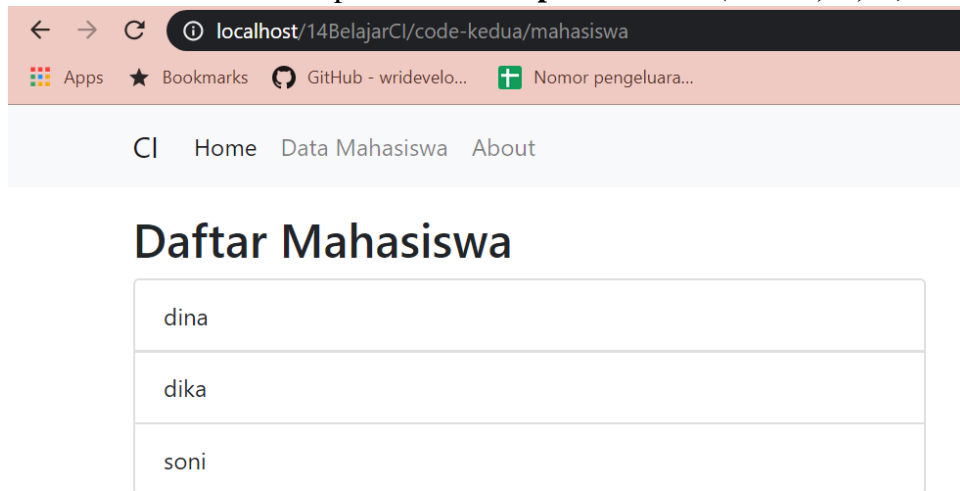 localhost/14BelajarCI/code-kedua/mahasiswa
Apps Bookmarks GitHub - wridevelo... Nomor pengeluara...
CI Home Data Mahasiswa About
Daftar Mahasiswa
dina
dika
soni